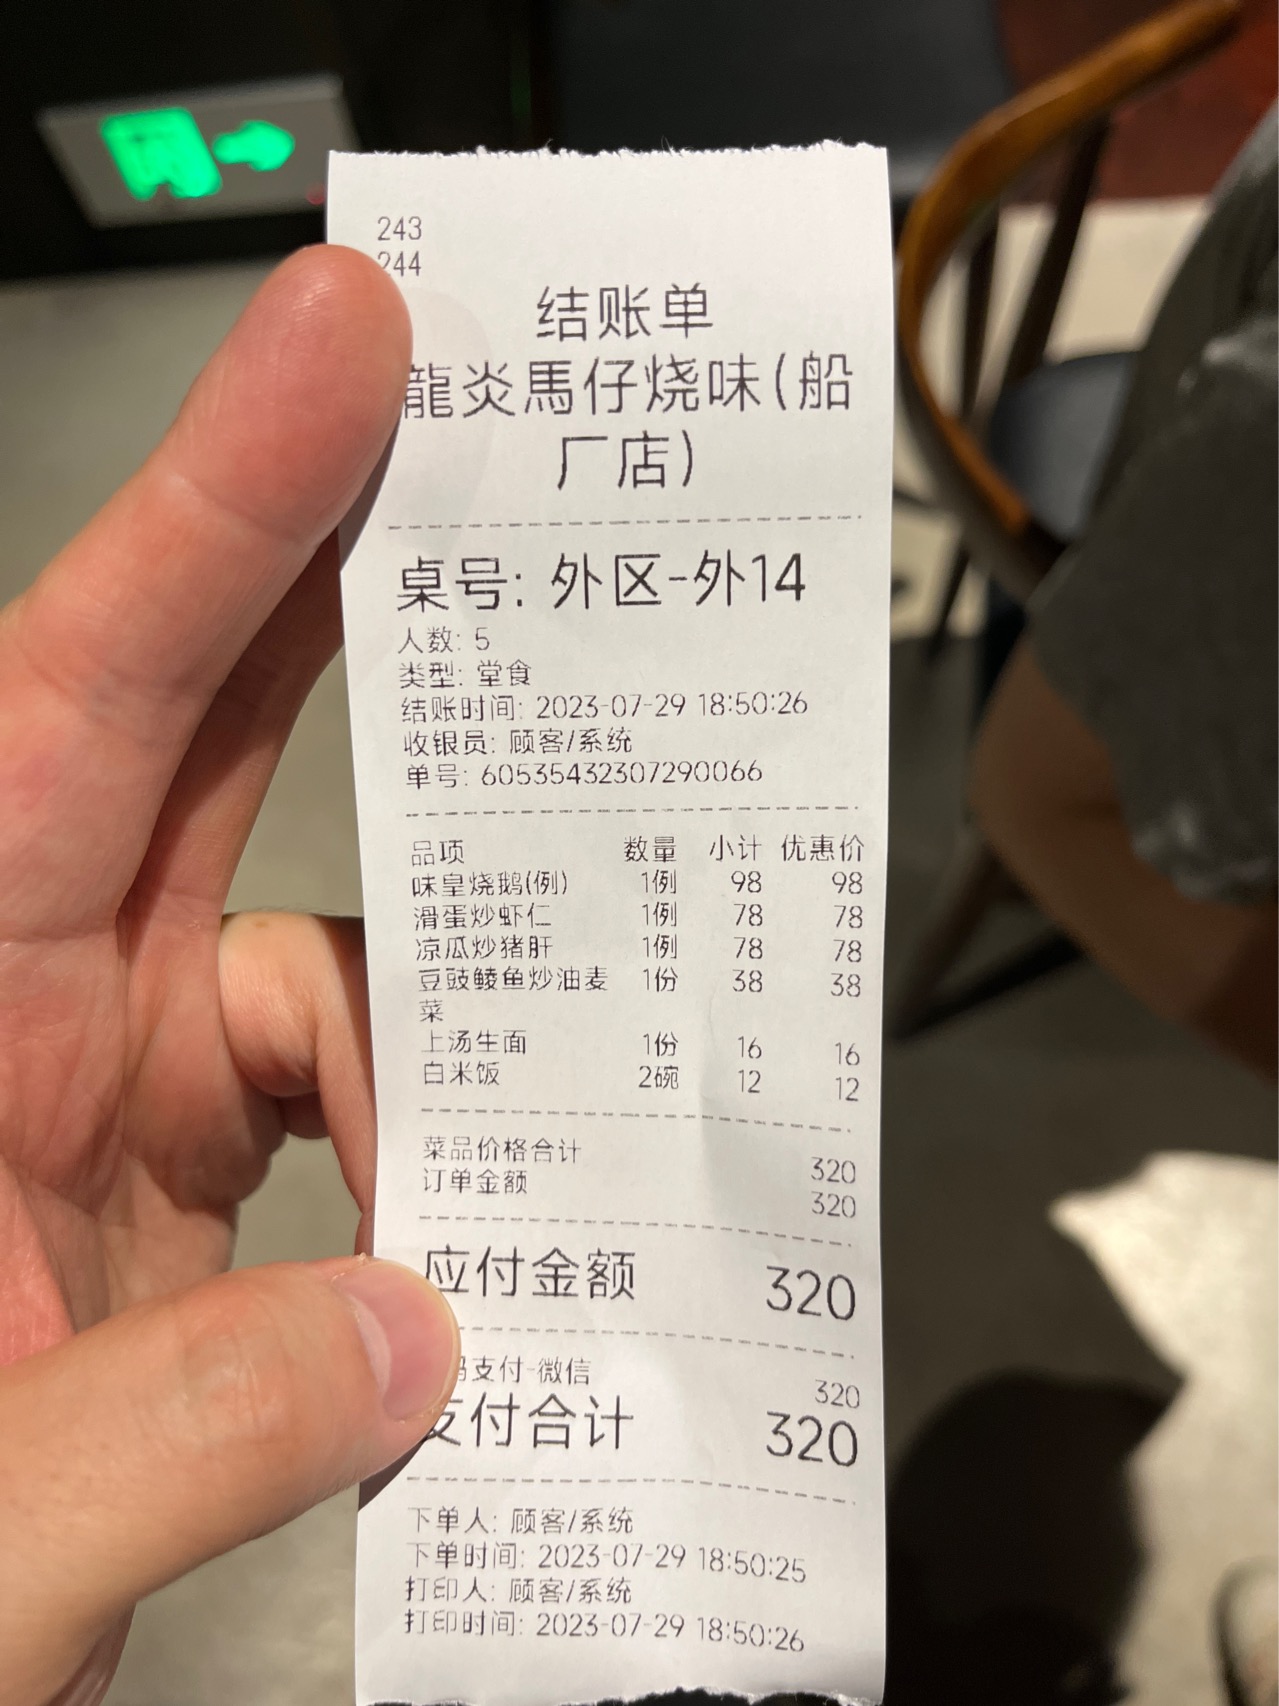 243
244
结账单
龍炎馬仔烧味(船
厂店)
桌号: 外区-外14
人数: 5
类型: 堂食
结账时间: 2023-07-29 18:50:26
收银员: 顾客/系统
单号: 60535432307290066
品项 数量 小计 优惠价
味皇烧鹅(例) 1例 98 98
滑蛋炒虾仁 1例 78 78
凉瓜炒猪肝 1例 78 78
豆豉鲮鱼炒油麦 1份 38 38
菜
上汤生面 1份 16 16
白米饭 2碗 12 12
菜品价格合计 320
订单金额 320
应付金额 320
码支付-微信 320
支付合计 320
下单人: 顾客/系统
下单时间: 2023-07-29 18:50:25
打印人: 顾客/系统
打印时间: 2023-07-29 18:50:26